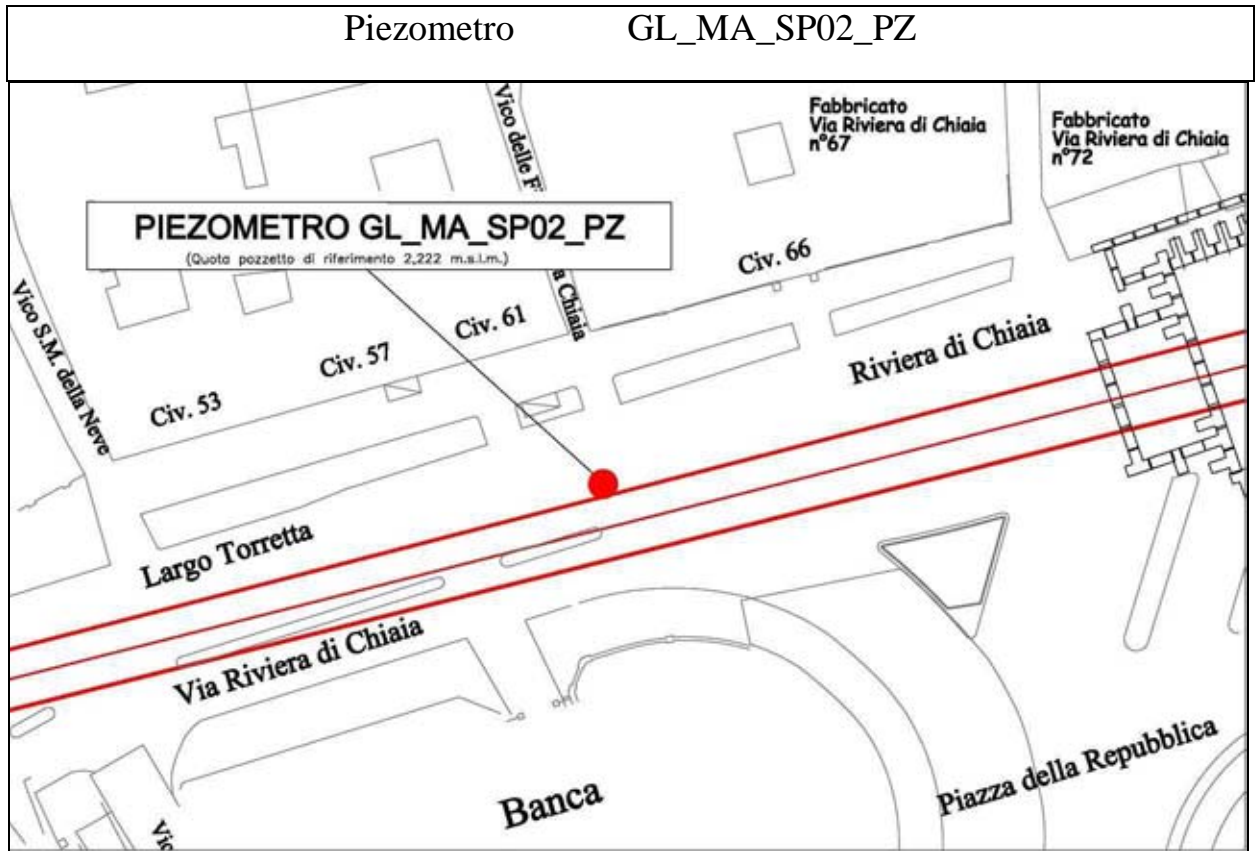 Piezometro GL_MA_SP02_PZ
Vico delle Fi
Fabbricato
Via Riviera di Chiaia
n°67
Fabbricato
Via Riviera di Chiaia
n°72
PIEZOMETRO GL_MA_SP02_PZ
(Quota pozzetto di riferimento 2,222 m.s.l.m.)
Vico S.M. della Neve
a Chiaia
Civ. 66
Civ. 61
Civ. 57
Civ. 53
Riviera di Chiaia
Largo Torretta
Via Riviera di Chiaia
Banca
Piazza della Repubblica
Vic